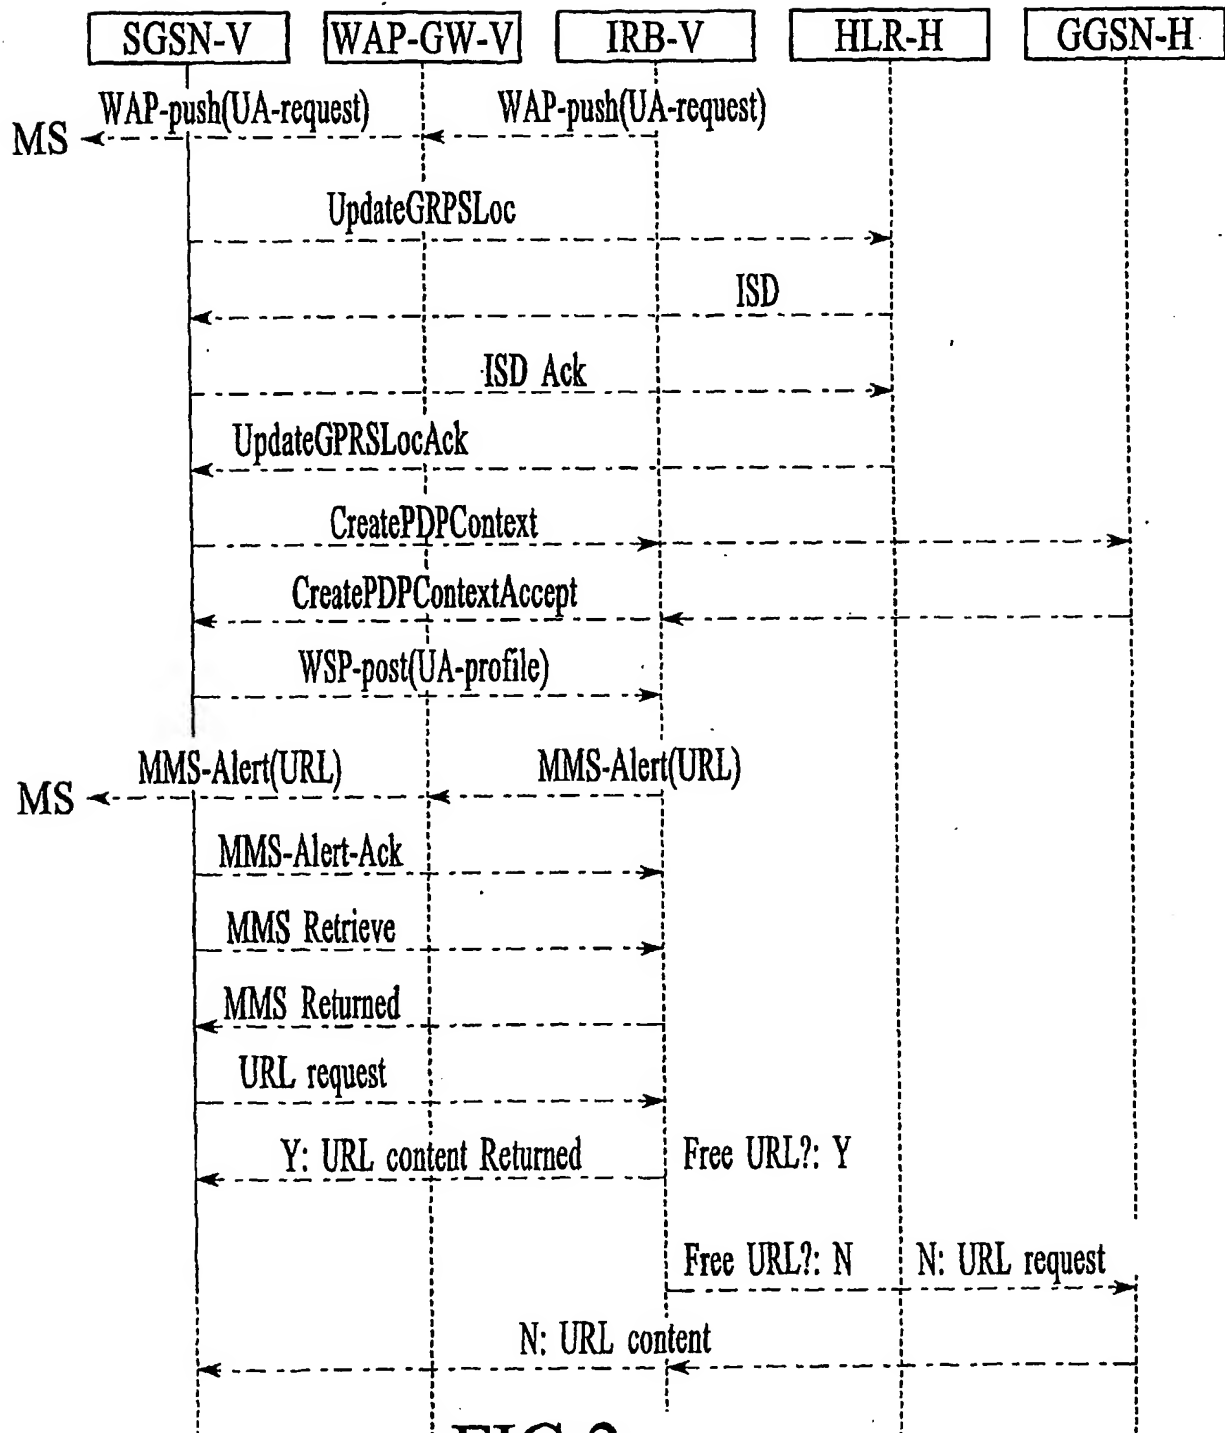 SGSN-V WAP-GW-V IRB-V HLR-H GGSN-H
WAP-push(UA-request) WAP-push(UA-request)
MS
UpdateGRPSLoc
ISD
ISD Ack
UpdateGPRSLocAck
CreatePDPContext
CreatePDPContextAccept
WSP-post(UA-profile)
MMS-Alert(URL) MMS-Alert(URL)
MS
MMS-Alert-Ack
MMS Retrieve
MMS Returned
URL request
Y: URL content Returned Free URL?: Y
Free URL?: N N: URL request
N: URL content